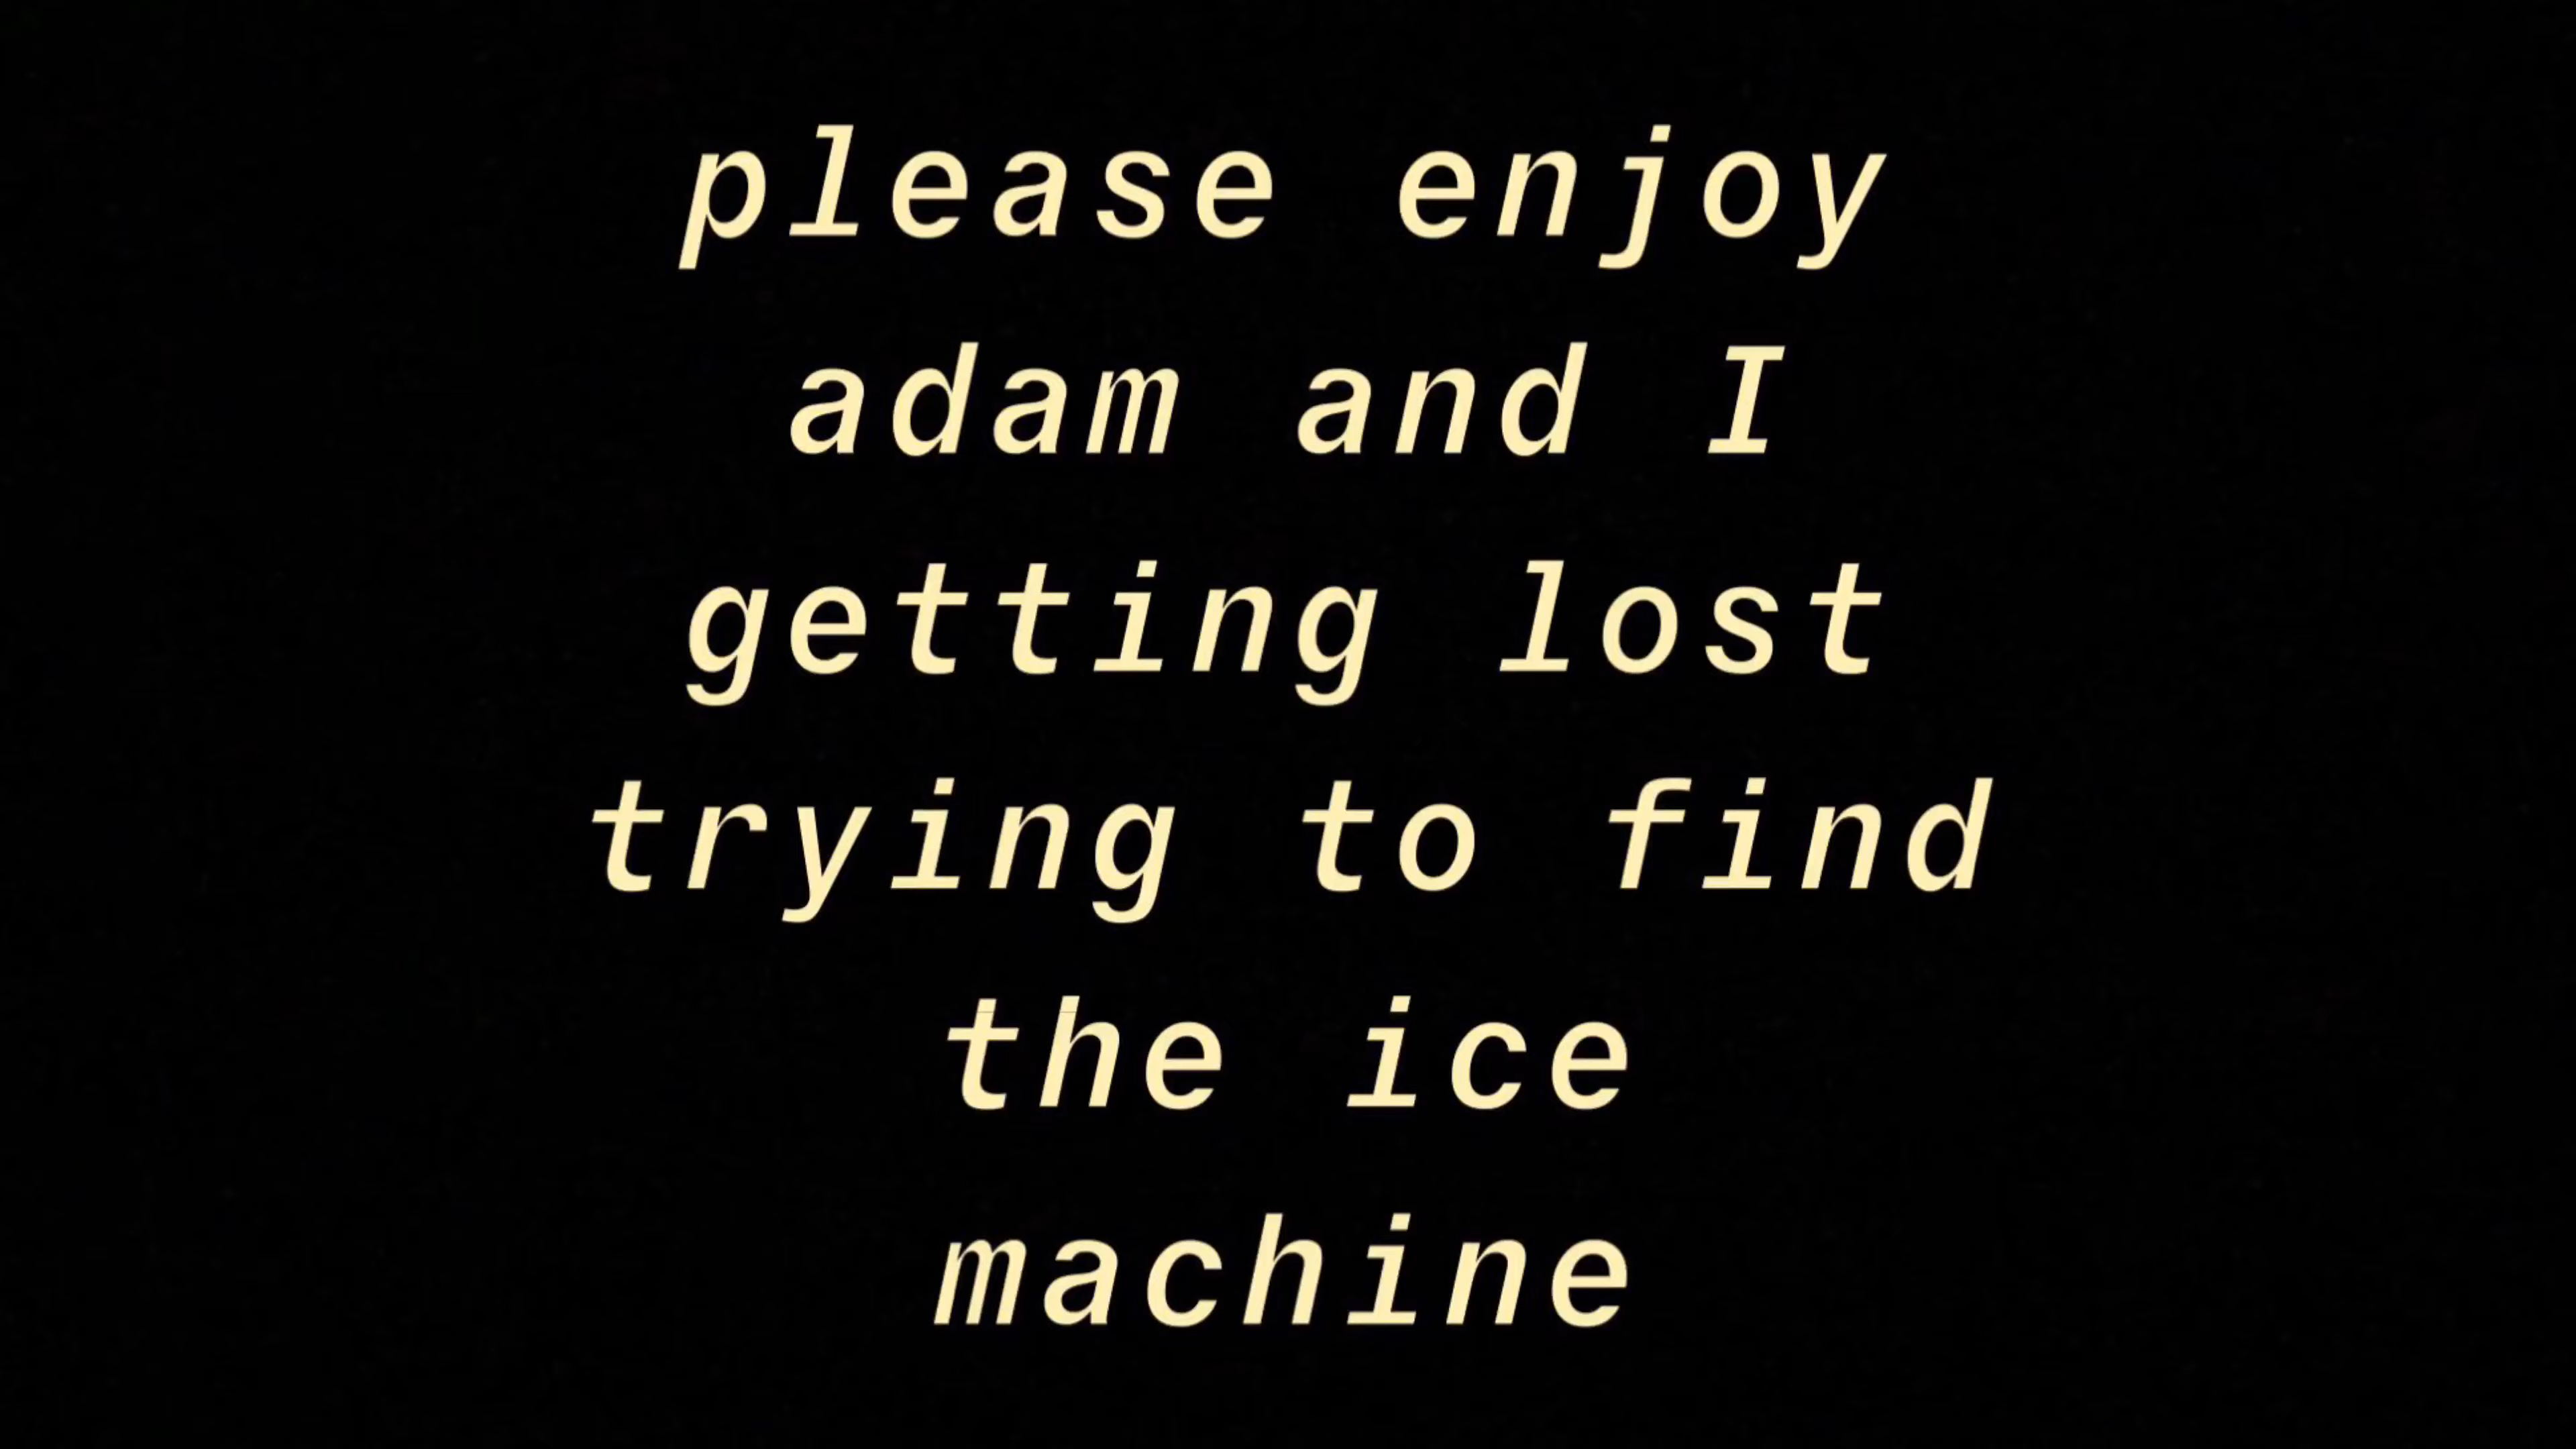 please enjoy
adam and I
getting lost
trying to find
the ice
machine